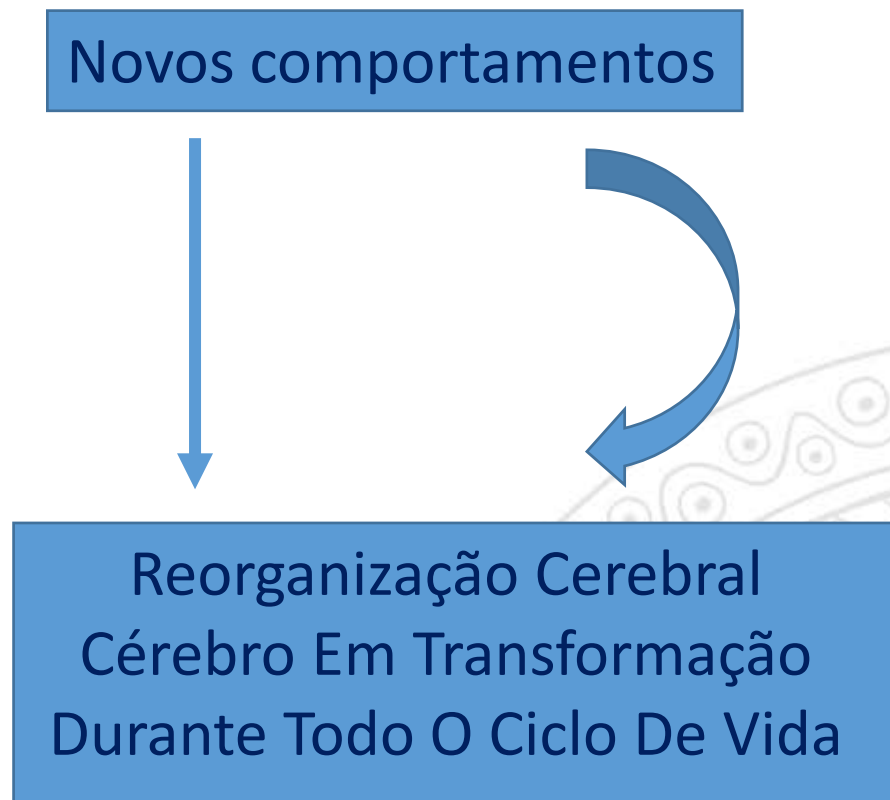 Novos comportamentos
Reorganização Cerebral
Cérebro Em Transformação
Durante Todo O Ciclo De Vida